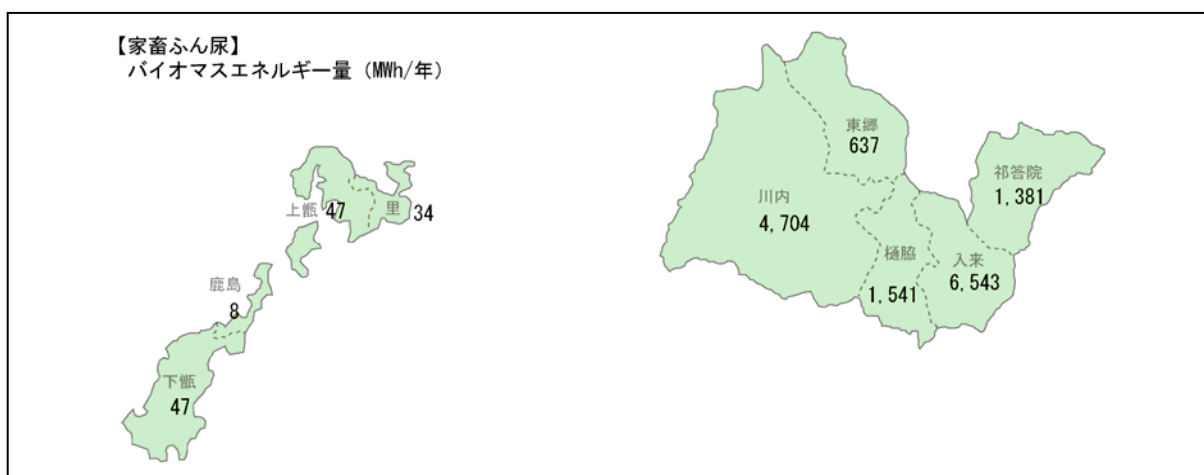 【家畜ふん尿】
バイオマスエネルギー量（MWh/年）
東郷
637
祁答院
1,381
川内
4,704
上甑 47
里 34
樋脇
1,541
入来
6,543
鹿島
8
下甑
47